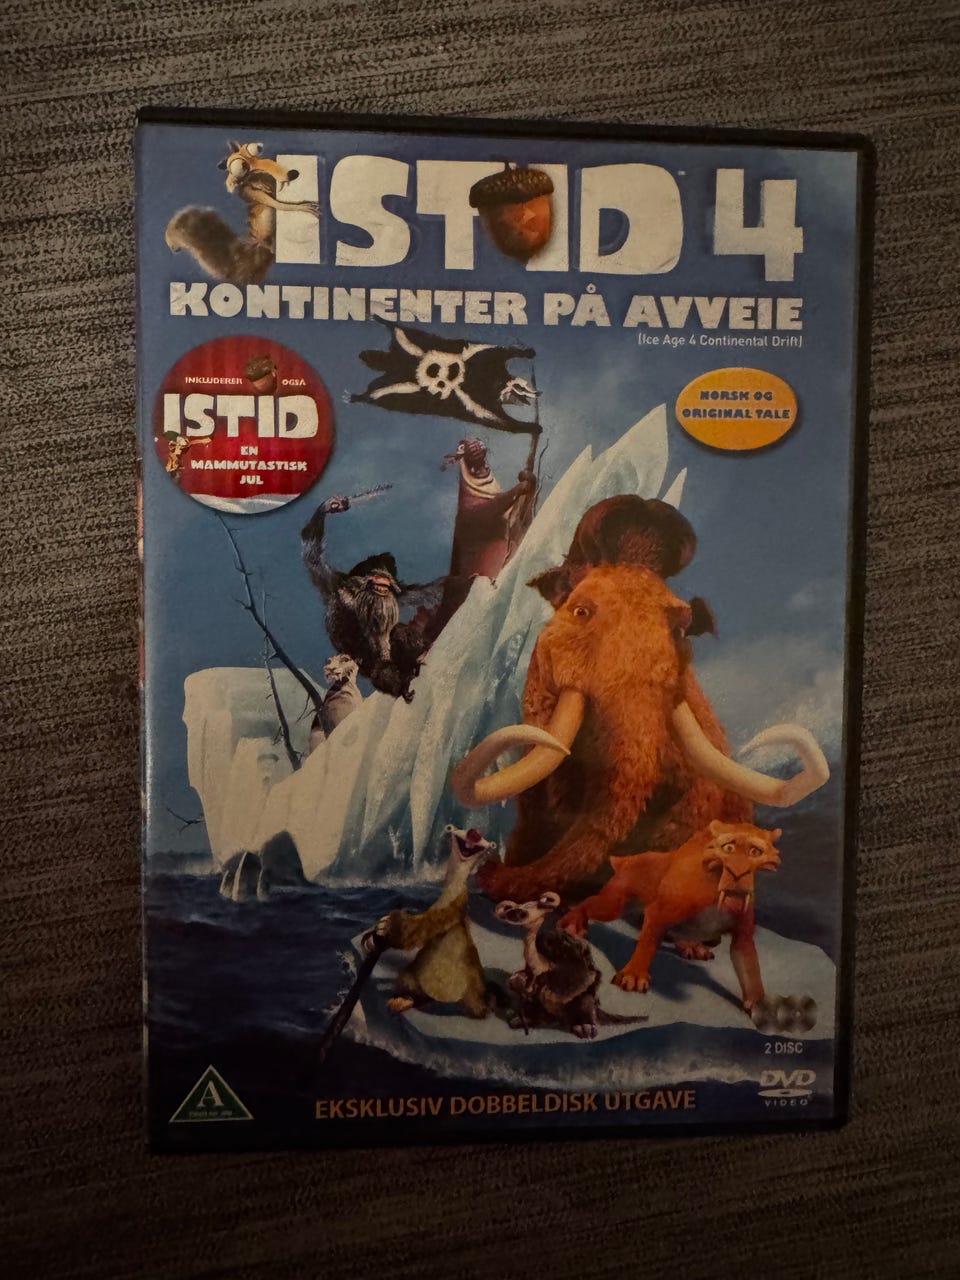 ISTID 4
KONTINENTER PÅ AVVEIE
(Ice Age 4 Continental Drift)
INKLUDERER OGSÅ
ISTID
EN
MAMMUTASTISK
JUL
NORSK OG
ORIGINAL TALE
2 DISC
A
EKSKLUSIV DOBBELDISK UTGAVE
DVD
VIDEO